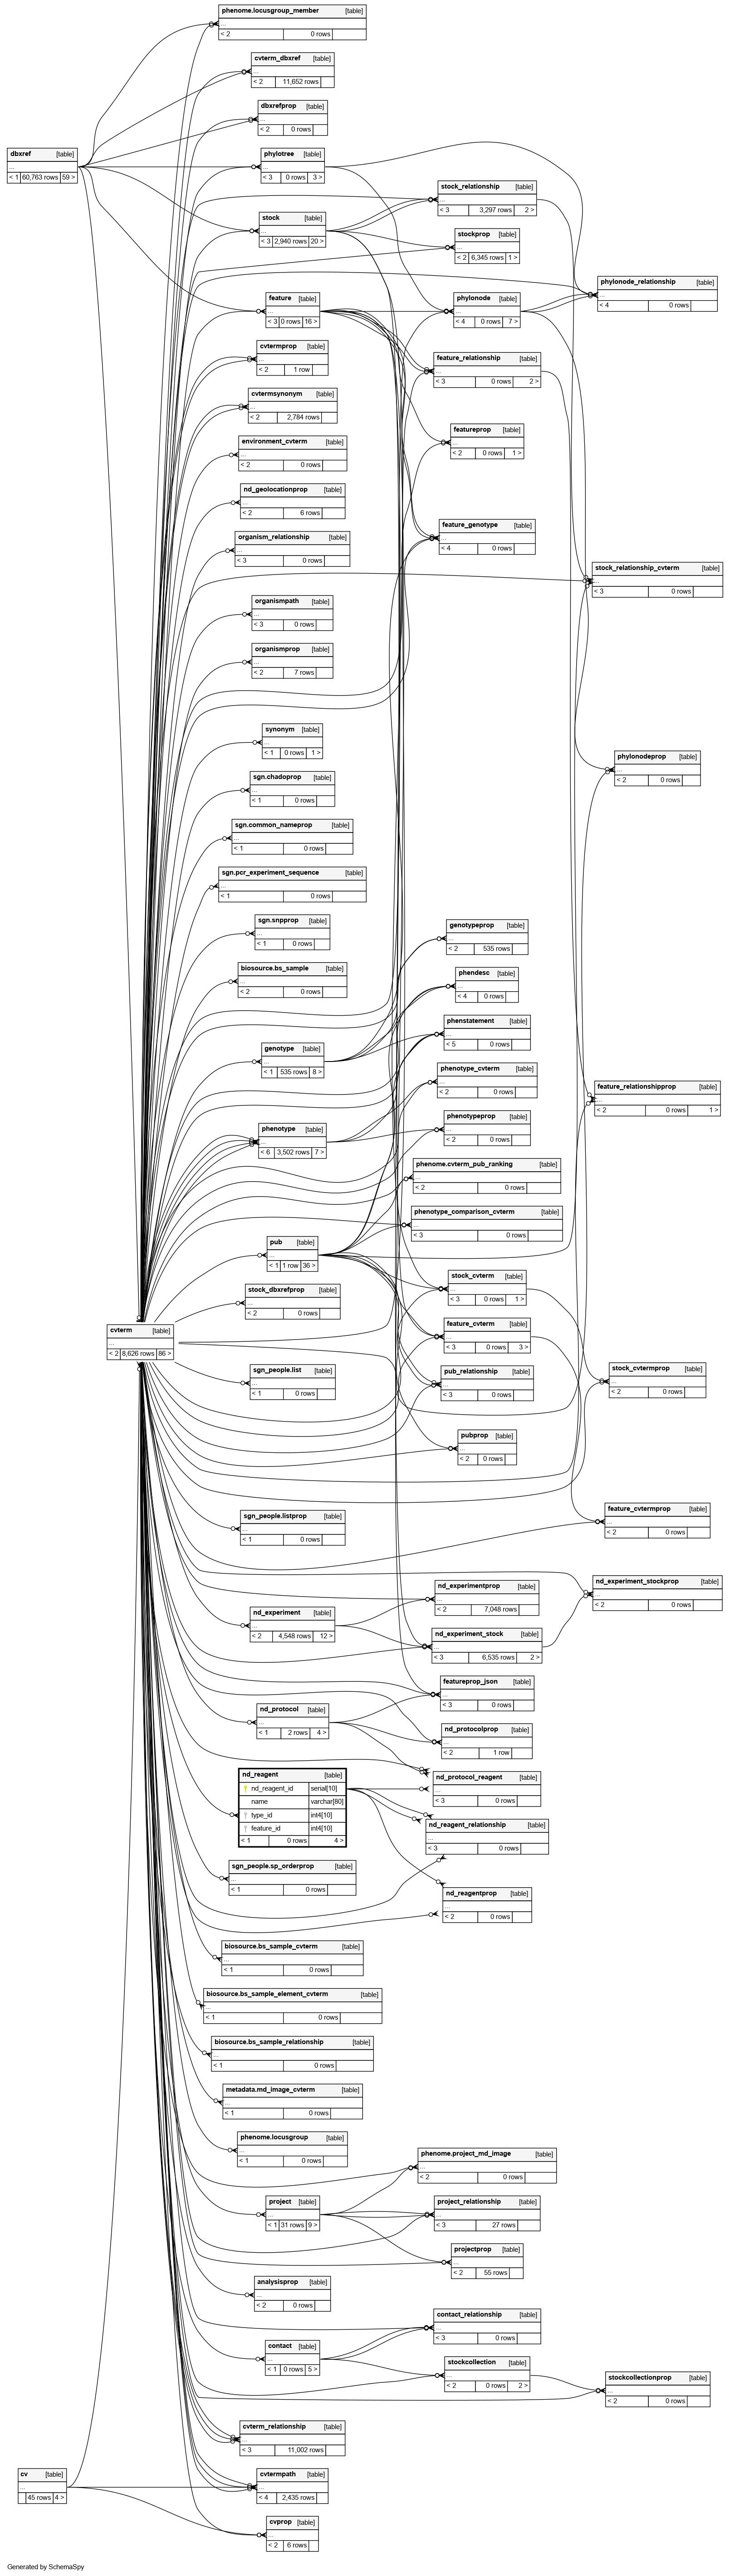 phenome.locusgroup_member [table]
...
< 2 0 rows
cvterm_dbxref [table]
...
< 2 11,652 rows
dbxrefprop [table]
...
< 2 0 rows
dbxref [table]
...
< 1 60,763 rows 59 >
phylotree [table]
...
< 3 0 rows 3 >
stock_relationship [table]
...
< 3 3,297 rows 2 >
stock [table]
...
< 3 2,940 rows 20 >
stockprop [table]
...
< 2 6,345 rows 1 >
phylonode_relationship [table]
...
< 4 0 rows
feature [table]
...
< 3 0 rows 16 >
phylonode [table]
...
< 4 0 rows 7 >
cvtermprop [table]
...
< 2 1 row
feature_relationship [table]
...
< 3 0 rows 2 >
cvtermsynonym [table]
...
< 2 2,784 rows
featureprop [table]
...
< 2 0 rows 1 >
environment_cvterm [table]
...
< 2 0 rows
nd_geolocationprop [table]
...
< 2 6 rows
feature_genotype [table]
...
< 4 0 rows
organism_relationship [table]
...
< 3 0 rows
stock_relationship_cvterm [table]
...
< 3 0 rows
organismpath [table]
...
< 3 0 rows
organismprop [table]
...
< 2 7 rows
synonym [table]
...
< 1 0 rows 1 >
phylonodeprop [table]
...
< 2 0 rows
sgn.chadoprop [table]
...
< 1 0 rows
sgn.common_nameprop [table]
...
< 1 0 rows
sgn.pcr_experiment_sequence [table]
...
< 1 0 rows
sgn.snpprop [table]
...
< 1 0 rows
genotypeprop [table]
...
< 2 535 rows
biosource.bs_sample [table]
...
< 2 0 rows
phendesc [table]
...
< 4 0 rows
phenstatement [table]
...
< 5 0 rows
genotype [table]
...
< 1 535 rows 8 >
phenotype_cvterm [table]
...
< 2 0 rows
feature_relationshipprop [table]
...
< 2 0 rows 1 >
phenotypeprop [table]
...
< 2 0 rows
phenotype [table]
...
< 6 3,502 rows 7 >
phenome.cvterm_pub_ranking [table]
...
< 2 0 rows
phenotype_comparison_cvterm [table]
...
< 3 0 rows
pub [table]
...
< 1 1 row 36 >
stock_cvterm [table]
...
< 3 0 rows 1 >
stock_dbxrefprop [table]
...
< 2 0 rows
cvterm [table]
...
< 2 8,626 rows 86 >
feature_cvterm [table]
...
< 3 0 rows 3 >
sgn_people.list [table]
...
< 1 0 rows
pub_relationship [table]
...
< 3 0 rows
stock_cvtermprop [table]
...
< 2 0 rows
pubprop [table]
...
< 2 0 rows
sgn_people.listprop [table]
...
< 1 0 rows
feature_cvtermprop [table]
...
< 2 0 rows
nd_experimentprop [table]
...
< 2 7,048 rows
nd_experiment_stockprop [table]
...
< 2 0 rows
nd_experiment [table]
...
< 2 4,548 rows 12 >
nd_experiment_stock [table]
...
< 3 6,535 rows 2 >
featureprop_json [table]
...
< 3 0 rows
nd_protocol [table]
...
< 1 2 rows 4 >
nd_protocolprop [table]
...
< 2 1 row
nd_reagent [table]
nd_reagent_id serial[10]
name varchar[80]
type_id int4[10]
feature_id int4[10]
< 1 0 rows 4 >
nd_protocol_reagent [table]
...
< 3 0 rows
nd_reagent_relationship [table]
...
< 3 0 rows
sgn_people.sp_orderprop [table]
...
< 1 0 rows
nd_reagentprop [table]
...
< 2 0 rows
biosource.bs_sample_cvterm [table]
...
< 1 0 rows
biosource.bs_sample_element_cvterm [table]
...
< 1 0 rows
biosource.bs_sample_relationship [table]
...
< 1 0 rows
metadata.md_image_cvterm [table]
...
< 1 0 rows
phenome.locusgroup [table]
...
< 1 0 rows
phenome.project_md_image [table]
...
< 2 0 rows
project [table]
...
< 1 31 rows 9 >
project_relationship [table]
...
< 3 27 rows
projectprop [table]
...
< 2 55 rows
analysisprop [table]
...
< 2 0 rows
contact_relationship [table]
...
< 3 0 rows
contact [table]
...
< 1 0 rows 5 >
stockcollection [table]
...
< 2 0 rows 2 >
stockcollectionprop [table]
...
< 2 0 rows
cvterm_relationship [table]
...
< 3 11,002 rows
cv [table]
...
45 rows 4 >
cvtermpath [table]
...
< 4 2,435 rows
cvprop [table]
...
< 2 6 rows
Generated by SchemaSpy